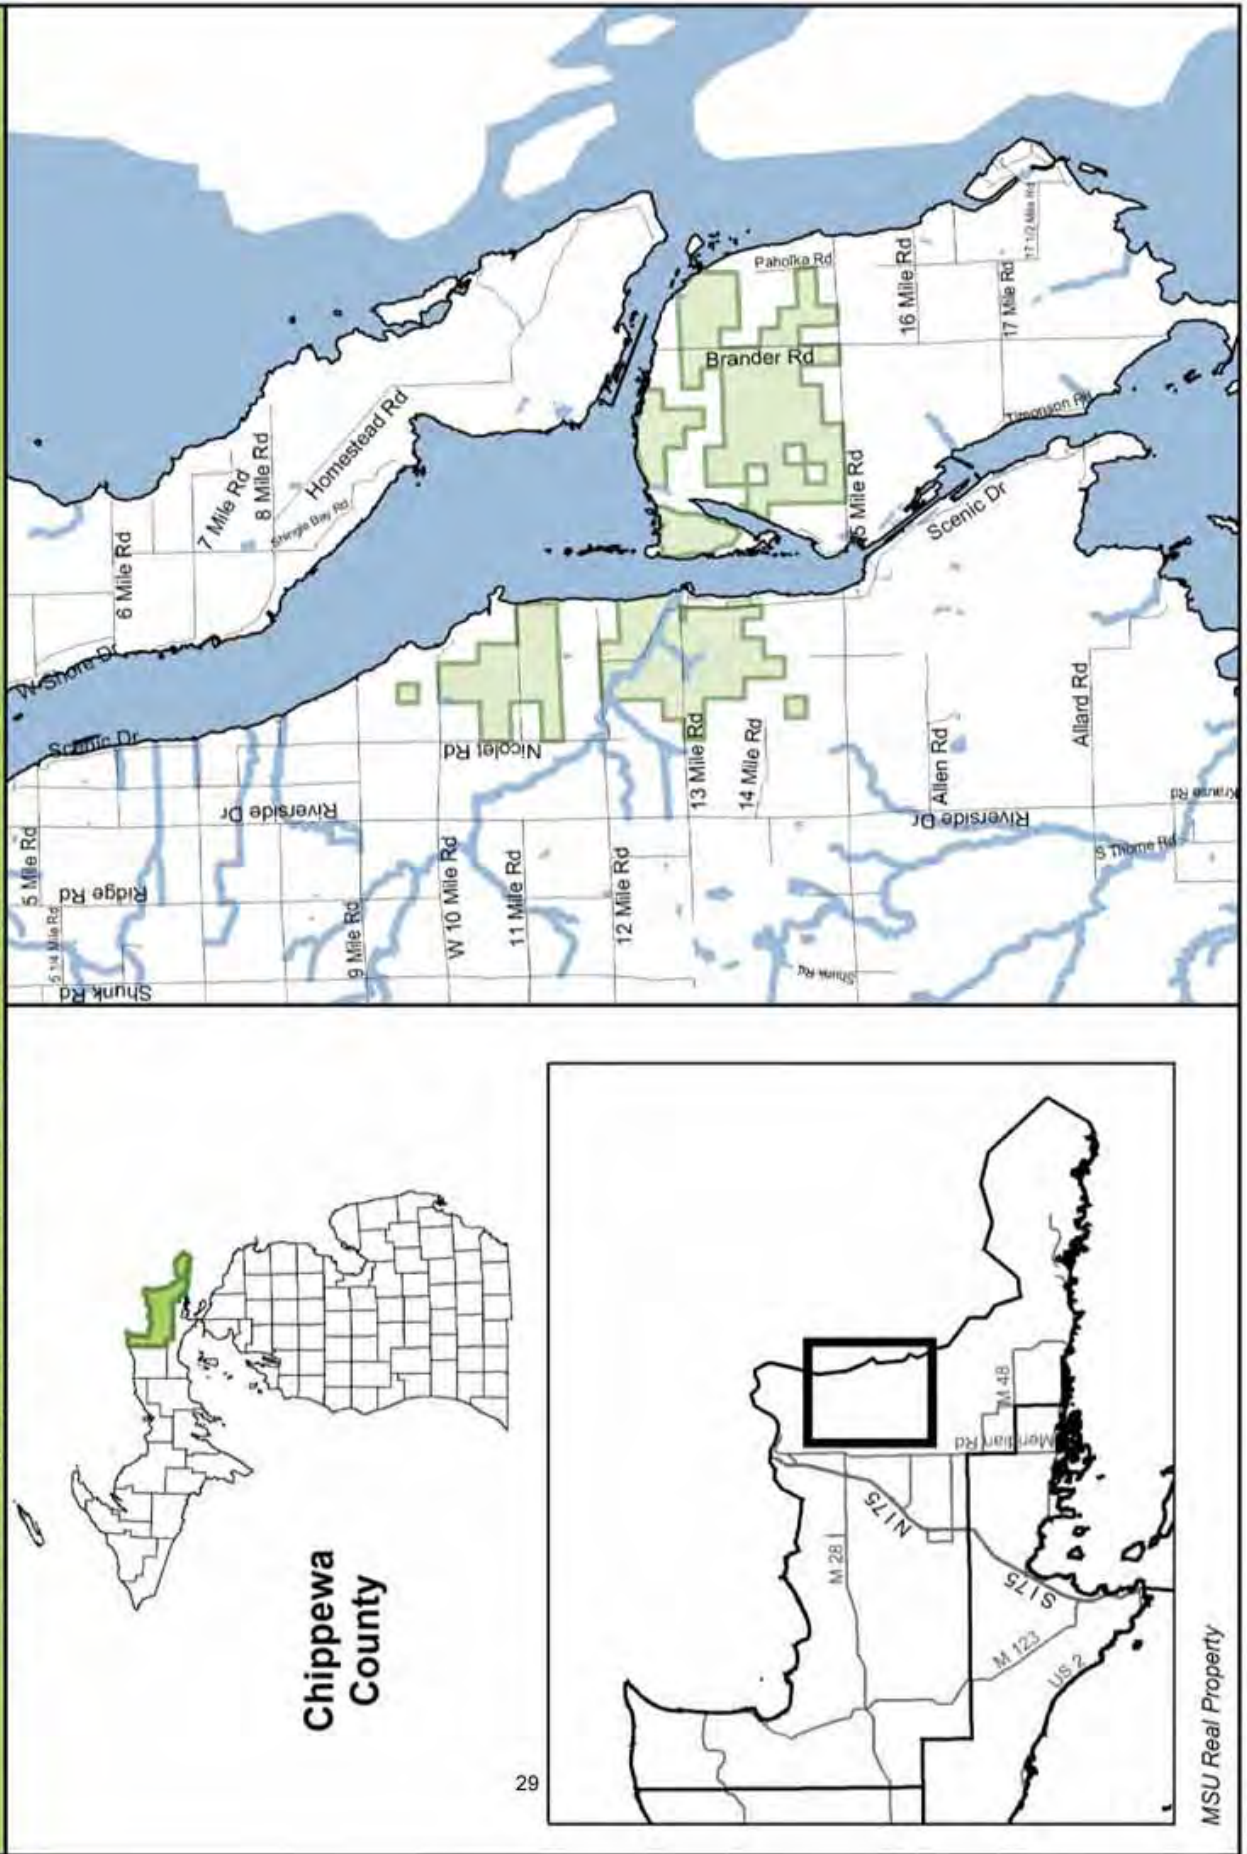 W Shore Dr
6 Mile Rd
7 Mile Rd
8 Mile Rd
Homestead Rd
Shingle Bay Rd
Scenic Dr
5 Mile Rd
Ridge Rd
5 1/4 Mile Rd
Shunk Rd
Riverside Dr
9 Mile Rd
Nicolet Rd
W 10 Mile Rd
11 Mile Rd
12 Mile Rd
13 Mile Rd
14 Mile Rd
Shunk Rd
Paholka Rd
Brander Rd
16 Mile Rd
17 Mile Rd
17 1/2 Mile Rd
Timonson Rd
5 Mile Rd
Scenic Dr
Allen Rd
Riverside Dr
Allard Rd
S Thorne Rd
Krause Rd
Chippewa
County
M 28
N I75
S I75
M 123
US 2
M 48
Meridian Rd
29
MSU Real Property